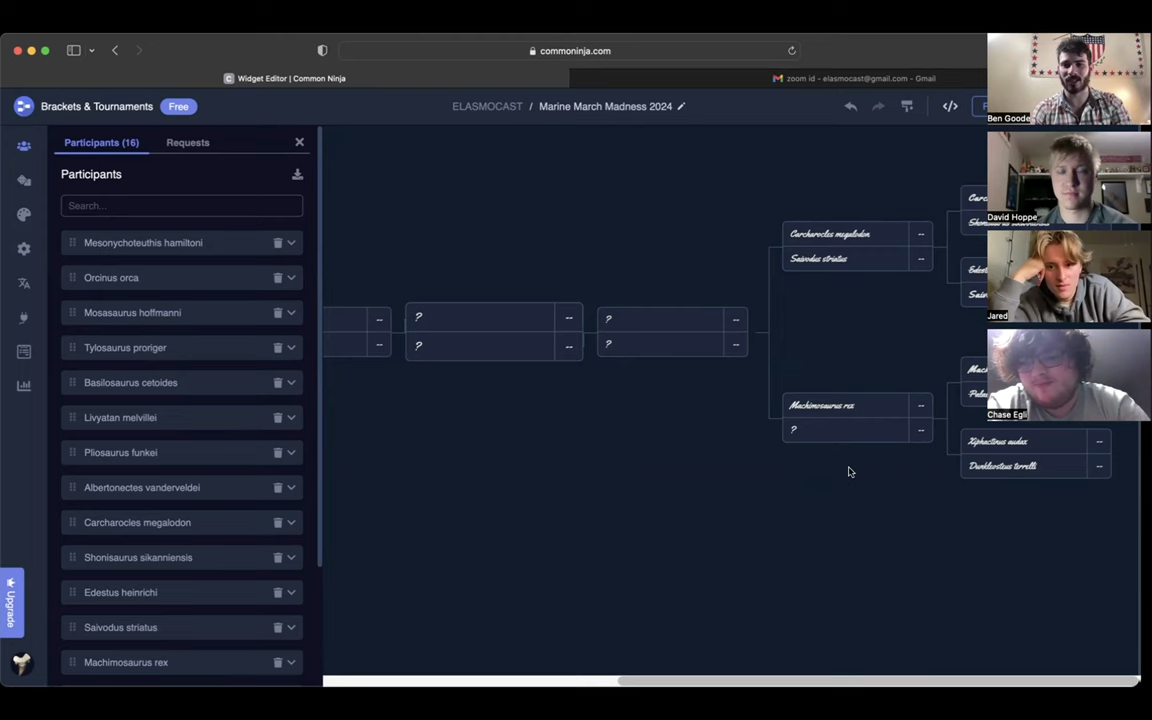 commoninja.com
Widget Editor | Common Ninja
zoom id - elasmocast@gmail.com - Gmail
Brackets & Tournaments
Free
ELASMOCAST / Marine March Madness 2024
Participants (16)
Requests
Participants
Search...
Mesonychoteuthis hamiltoni
Orcinus orca
Mosasaurus hoffmanni
Tylosaurus proriger
Basilosaurus cetoides
Livyatan melvillei
Pliosaurus funkei
Albertonectes vanderveldei
Carcharocles megalodon
Shonisaurus sikanniensis
Edestus heinrichi
Saivodus striatus
Machimosaurus rex
Upgrade
--
--
? --
? --
? --
? --
Carcharocles megalodon --
Saivodus striatus --
Machimosaurus rex --
? --
Xiphactinus audax --
Dunkleosteus terrelli --
Ben Goode
David Hoppe
Jared
Chase Egli